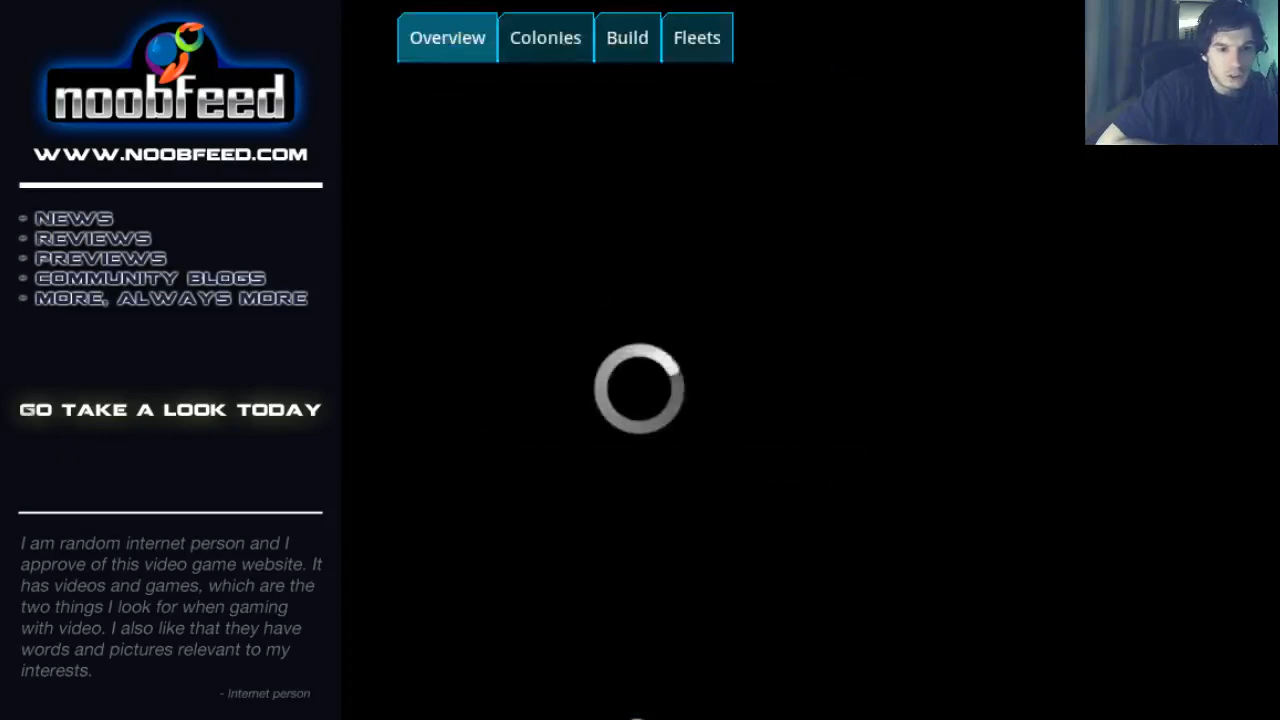 Overview Colonies Build Fleets
noobfeed
WWW.NOOBFEED.COM
NEWS
REVIEWS
PREVIEWS
COMMUNITY BLOGS
MORE, ALWAYS MORE
GO TAKE A LOOK TODAY
I am random internet person and I
approve of this video game website. It
has videos and games, which are the
two things I look for when gaming
with video. I also like that they have
words and pictures relevant to my
interests.
- Internet person